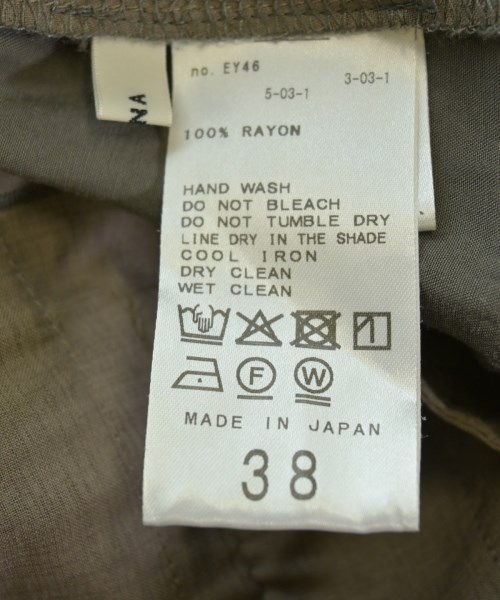 NA
no. EY46
3-03-1
5-03-1
100% RAYON
HAND WASH
DO NOT BLEACH
DO NOT TUMBLE DRY
LINE DRY IN THE SHADE
COOL IRON
DRY CLEAN
WET CLEAN
F W
MADE IN JAPAN
38